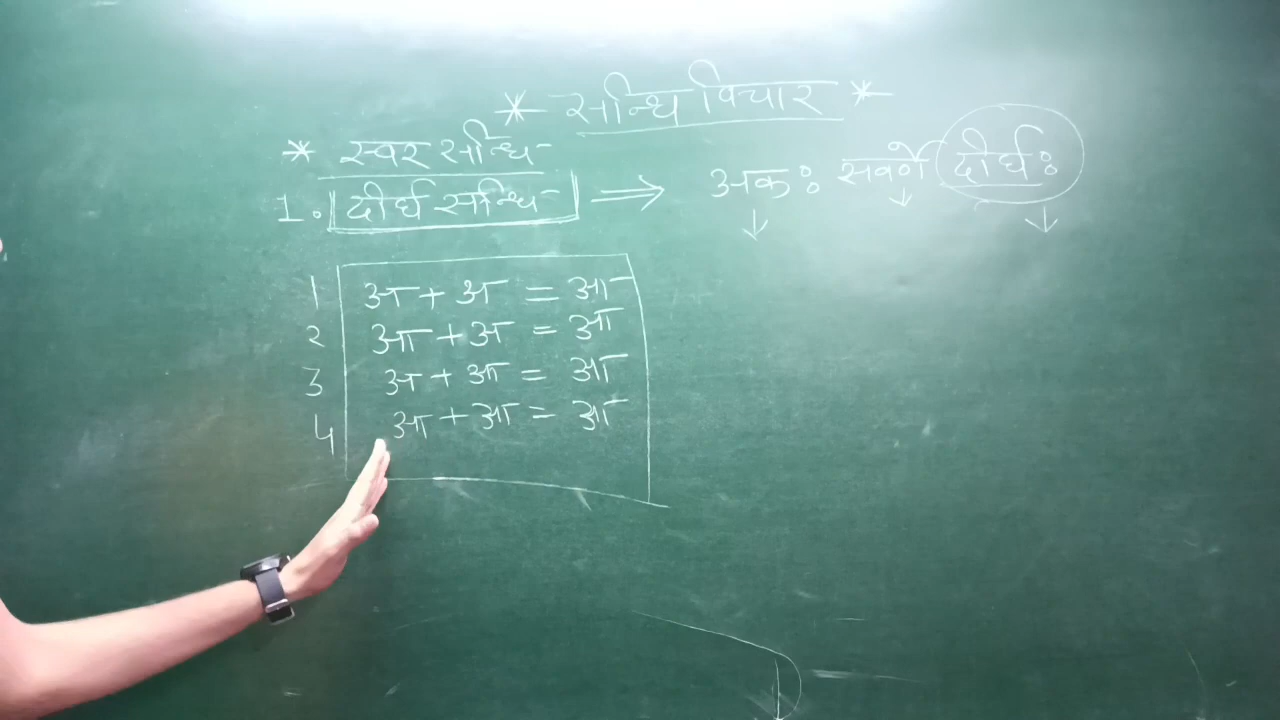 * सन्धि विचार *
* स्वर सन्धि-
1. दीर्घ सन्धि- ⇒ अकः सवर्णे दीर्घः
↓ ↓ ↓
1 अ + अ = आ
2 आ + अ = आ
3 अ + आ = आ
4 आ + आ = आ